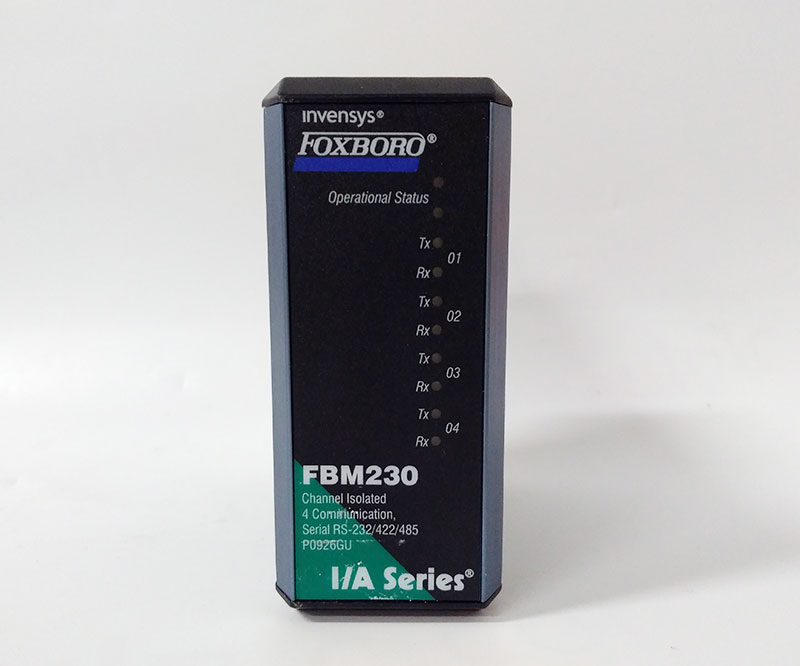 invensys®
FOXBORO®
Operational Status
Tx
01
Rx
Tx
02
Rx
Tx
03
Rx
Tx
04
Rx
FBM230
Channel Isolated
4 Communication,
Serial RS-232/422/485
P0926GU
I/A Series®